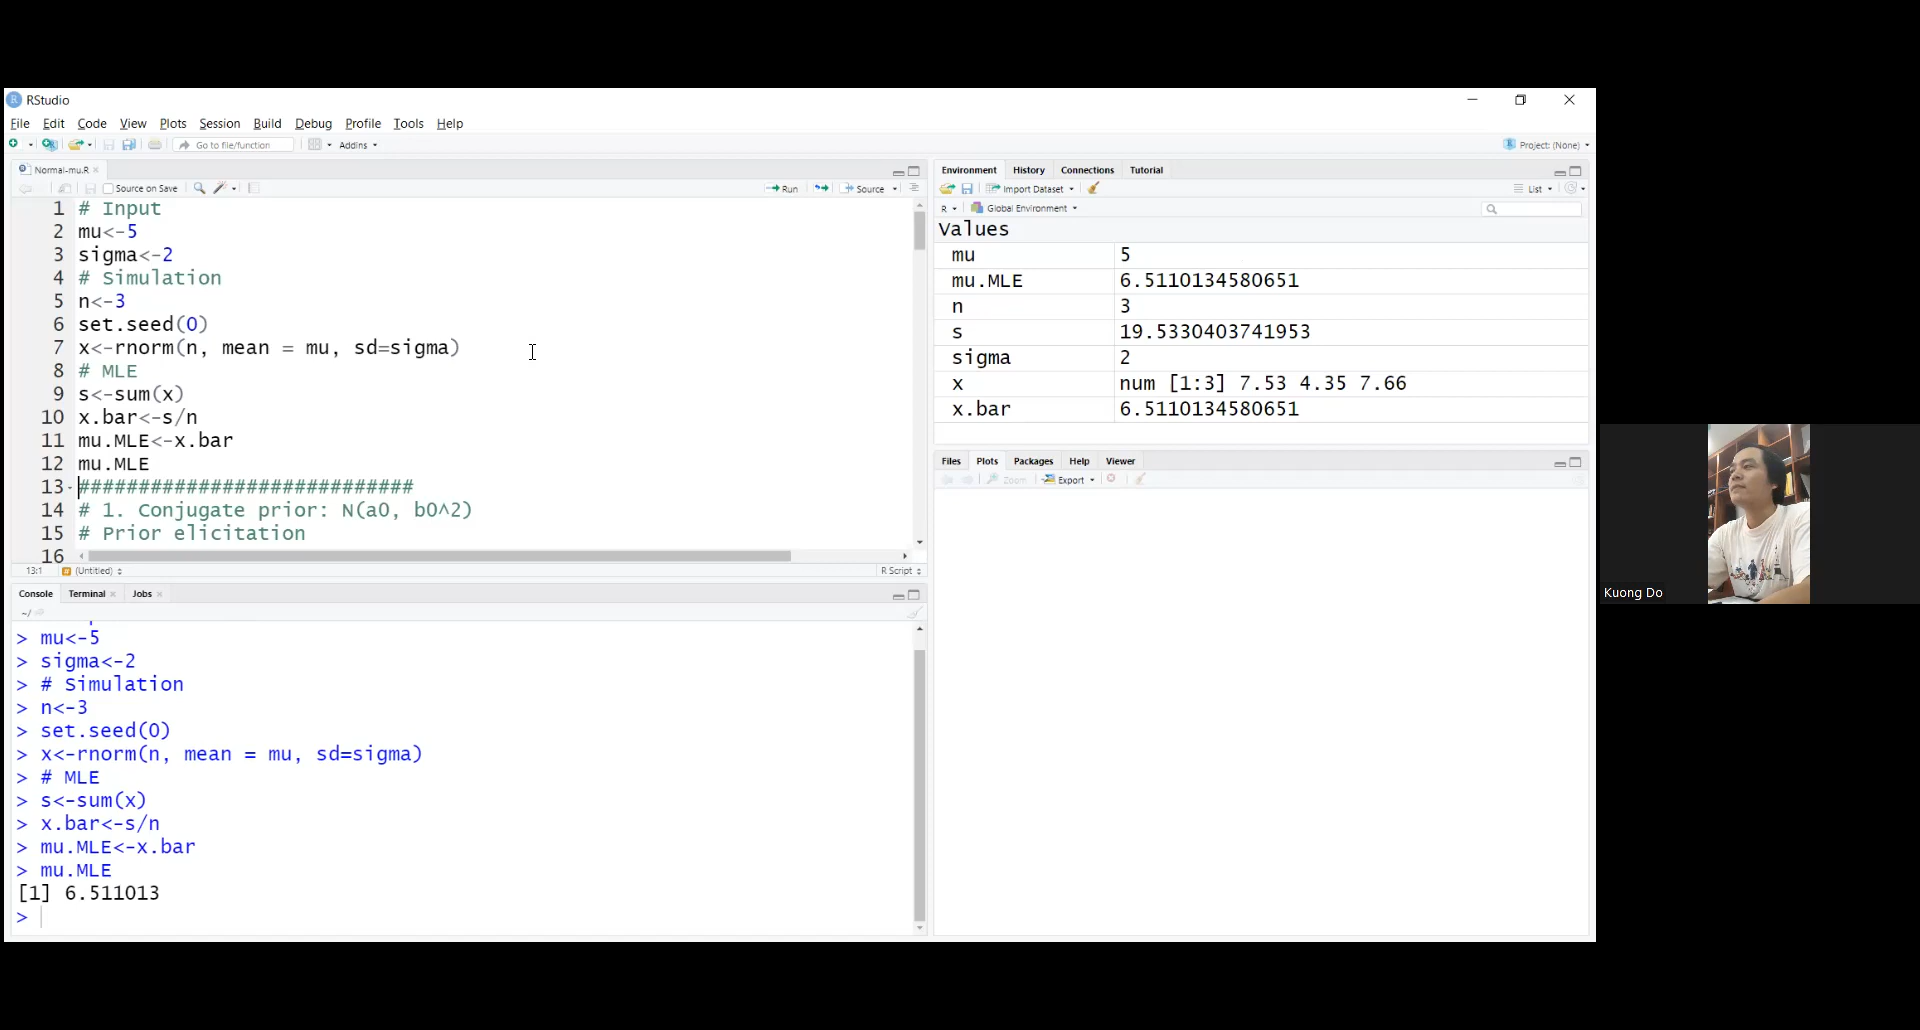 RStudio
File Edit Code View Plots Session Build Debug Profile Tools Help
Go to file/function Addins Project: (None)
Normal-mu.R
Source on Save Run Source
1 # Input
2 mu<-5
3 sigma<-2
4 # Simulation
5 n<-3
6 set.seed(0)
7 x<-rnorm(n, mean = mu, sd=sigma)
8 # MLE
9 s<-sum(x)
10 x.bar<-s/n
11 mu.MLE<-x.bar
12 mu.MLE
13 ############################
14 # 1. Conjugate prior: N(a0, b0^2)
15 # Prior elicitation
16
13:1 (Untitled) R Script
Console Terminal Jobs
~/
> mu<-5
> sigma<-2
> # Simulation
> n<-3
> set.seed(0)
> x<-rnorm(n, mean = mu, sd=sigma)
> # MLE
> s<-sum(x)
> x.bar<-s/n
> mu.MLE<-x.bar
> mu.MLE
[1] 6.511013
>
Environment History Connections Tutorial
Import Dataset List
R Global Environment
Values
mu 5
mu.MLE 6.5110134580651
n 3
s 19.5330403741953
sigma 2
x num [1:3] 7.53 4.35 7.66
x.bar 6.5110134580651
Files Plots Packages Help Viewer
Zoom Export
Kuong Do